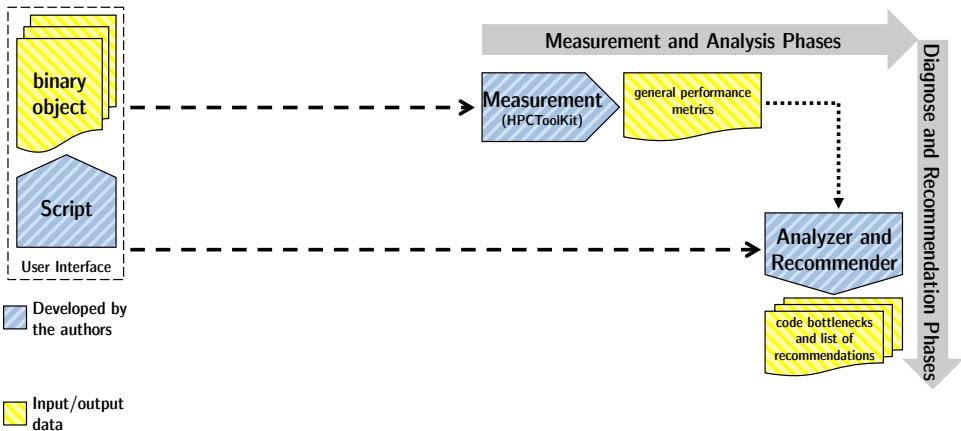 Measurement and Analysis Phases
binary
object
Measurement
(HPCToolKit)
general performance
metrics
Diagnose and Recommendation Phases
Script
User Interface
Analyzer and
Recommender
Developed by
the authors
code bottlenecks
and list of
recommendations
Input/output
data